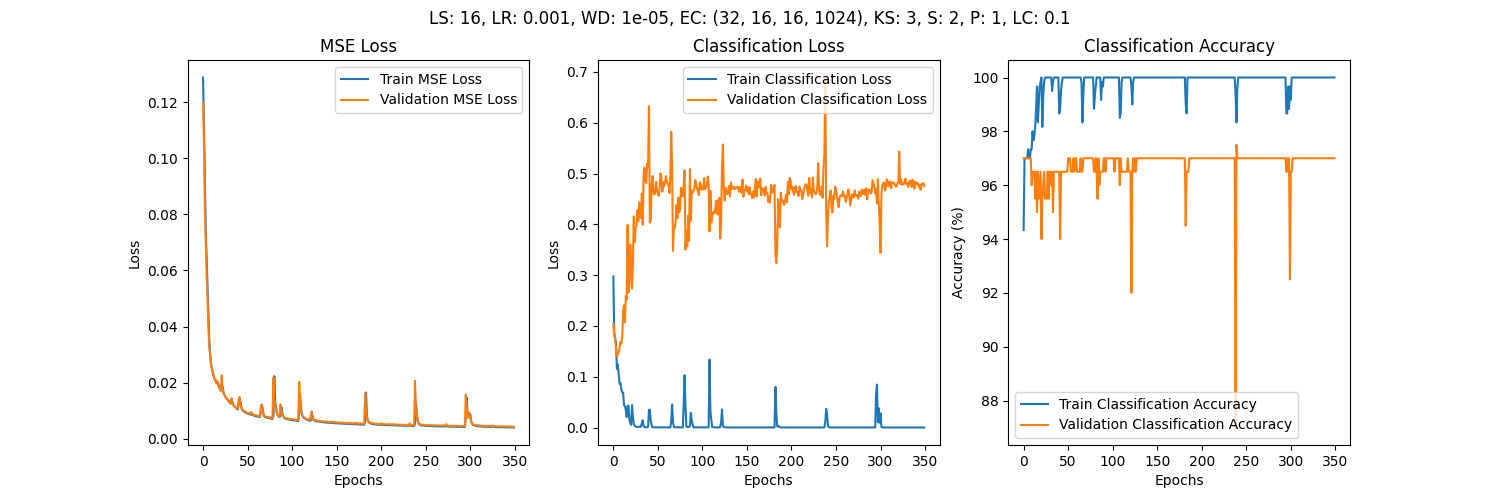 LS: 16, LR: 0.001, WD: 1e-05, EC: (32, 16, 16, 1024), KS: 3, S: 2, P: 1, LC: 0.1
MSE Loss
Train MSE Loss
Validation MSE Loss
Loss
0.12
0.10
0.08
0.06
0.04
0.02
0.00
0 50 100 150 200 250 300 350
Epochs
Classification Loss
Train Classification Loss
Validation Classification Loss
Loss
0.7
0.6
0.5
0.4
0.3
0.2
0.1
0.0
0 50 100 150 200 250 300 350
Epochs
Classification Accuracy
Accuracy (%)
100
98
96
94
92
90
88
Train Classification Accuracy
Validation Classification Accuracy
0 50 100 150 200 250 300 350
Epochs